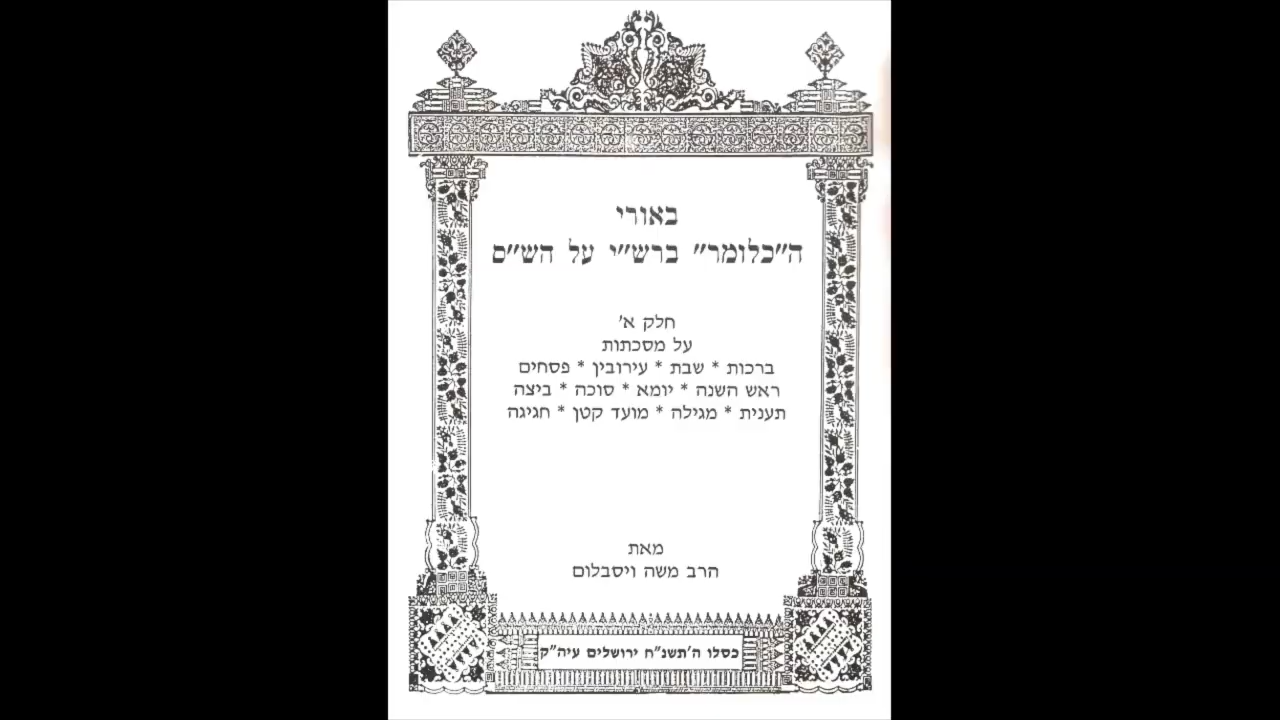 באורי
ה״כלומר״ ברש״י על הש״ס
חלק א׳
על מסכתות
ברכות * שבת * עירובין * פסחים
ראש השנה * יומא * סוכה * ביצה
תענית * מגילה * מועד קטן * חגיגה
מאת
הרב משה ויסבלום
כסלו ה׳תשנ״ח ירושלים עיה״ק